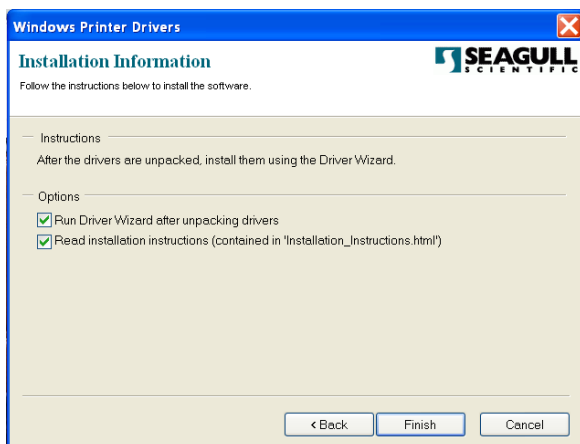 Windows Printer Drivers
Installation Information
SEAGULL
SCIENTIFIC
Follow the instructions below to install the software.
Instructions
After the drivers are unpacked, install them using the Driver Wizard.
Options
Run Driver Wizard after unpacking drivers
Read installation instructions (contained in 'Installation_Instructions.html')
< Back
Finish
Cancel